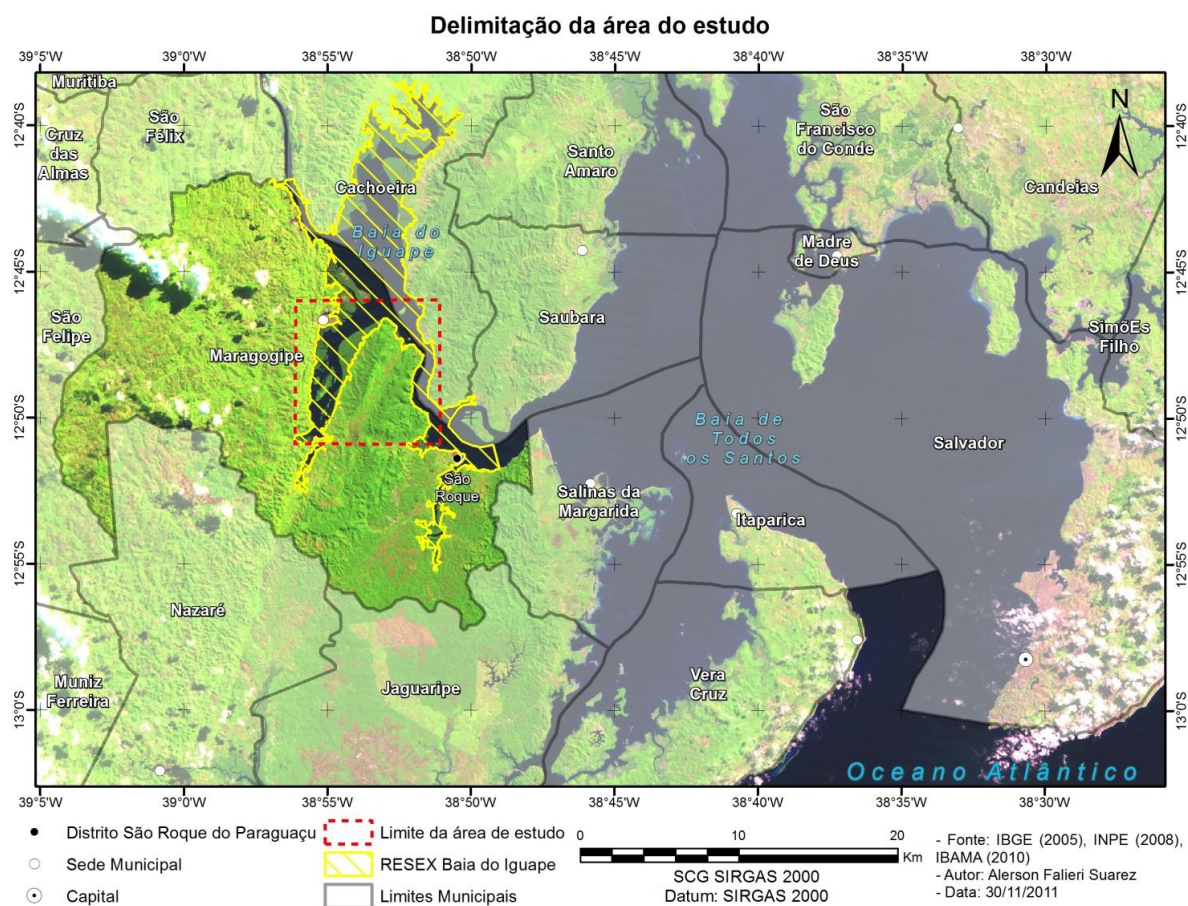 Delimitação da área do estudo
39°5'W 39°0'W 38°55'W 38°50'W 38°45'W 38°40'W 38°35'W 38°30'W
Muritiba
São
Félix
Cruz
das
Almas
Cachoeira
Santo
Amaro
São
Francisco
do Conde
N
Candeias
12°40'S
12°40'S
Baia do
Iguape
Madre
de Deus
12°45'S
12°45'S
São
Felipe
Maragogipe
Saubara
SimõEs
Filho
12°50'S
12°50'S
Baia de
Todos
os Santos
Salvador
São
Roque
Salinas da
Margarida
Itaparica
12°55'S
12°55'S
Nazaré
Muniz
Ferreira
Jaguaripe
Vera
Cruz
13°0'S
13°0'S
Oceano Atlântico
39°5'W 39°0'W 38°55'W 38°50'W 38°45'W 38°40'W 38°35'W 38°30'W
Distrito São Roque do Paraguaçu
Sede Municipal
Capital
Limite da área de estudo
RESEX Baia do Iguape
Limites Municipais
0 10 20
Km
SCG SIRGAS 2000
Datum: SIRGAS 2000
- Fonte: IBGE (2005), INPE (2008),
IBAMA (2010)
- Autor: Alerson Falieri Suarez
- Data: 30/11/2011